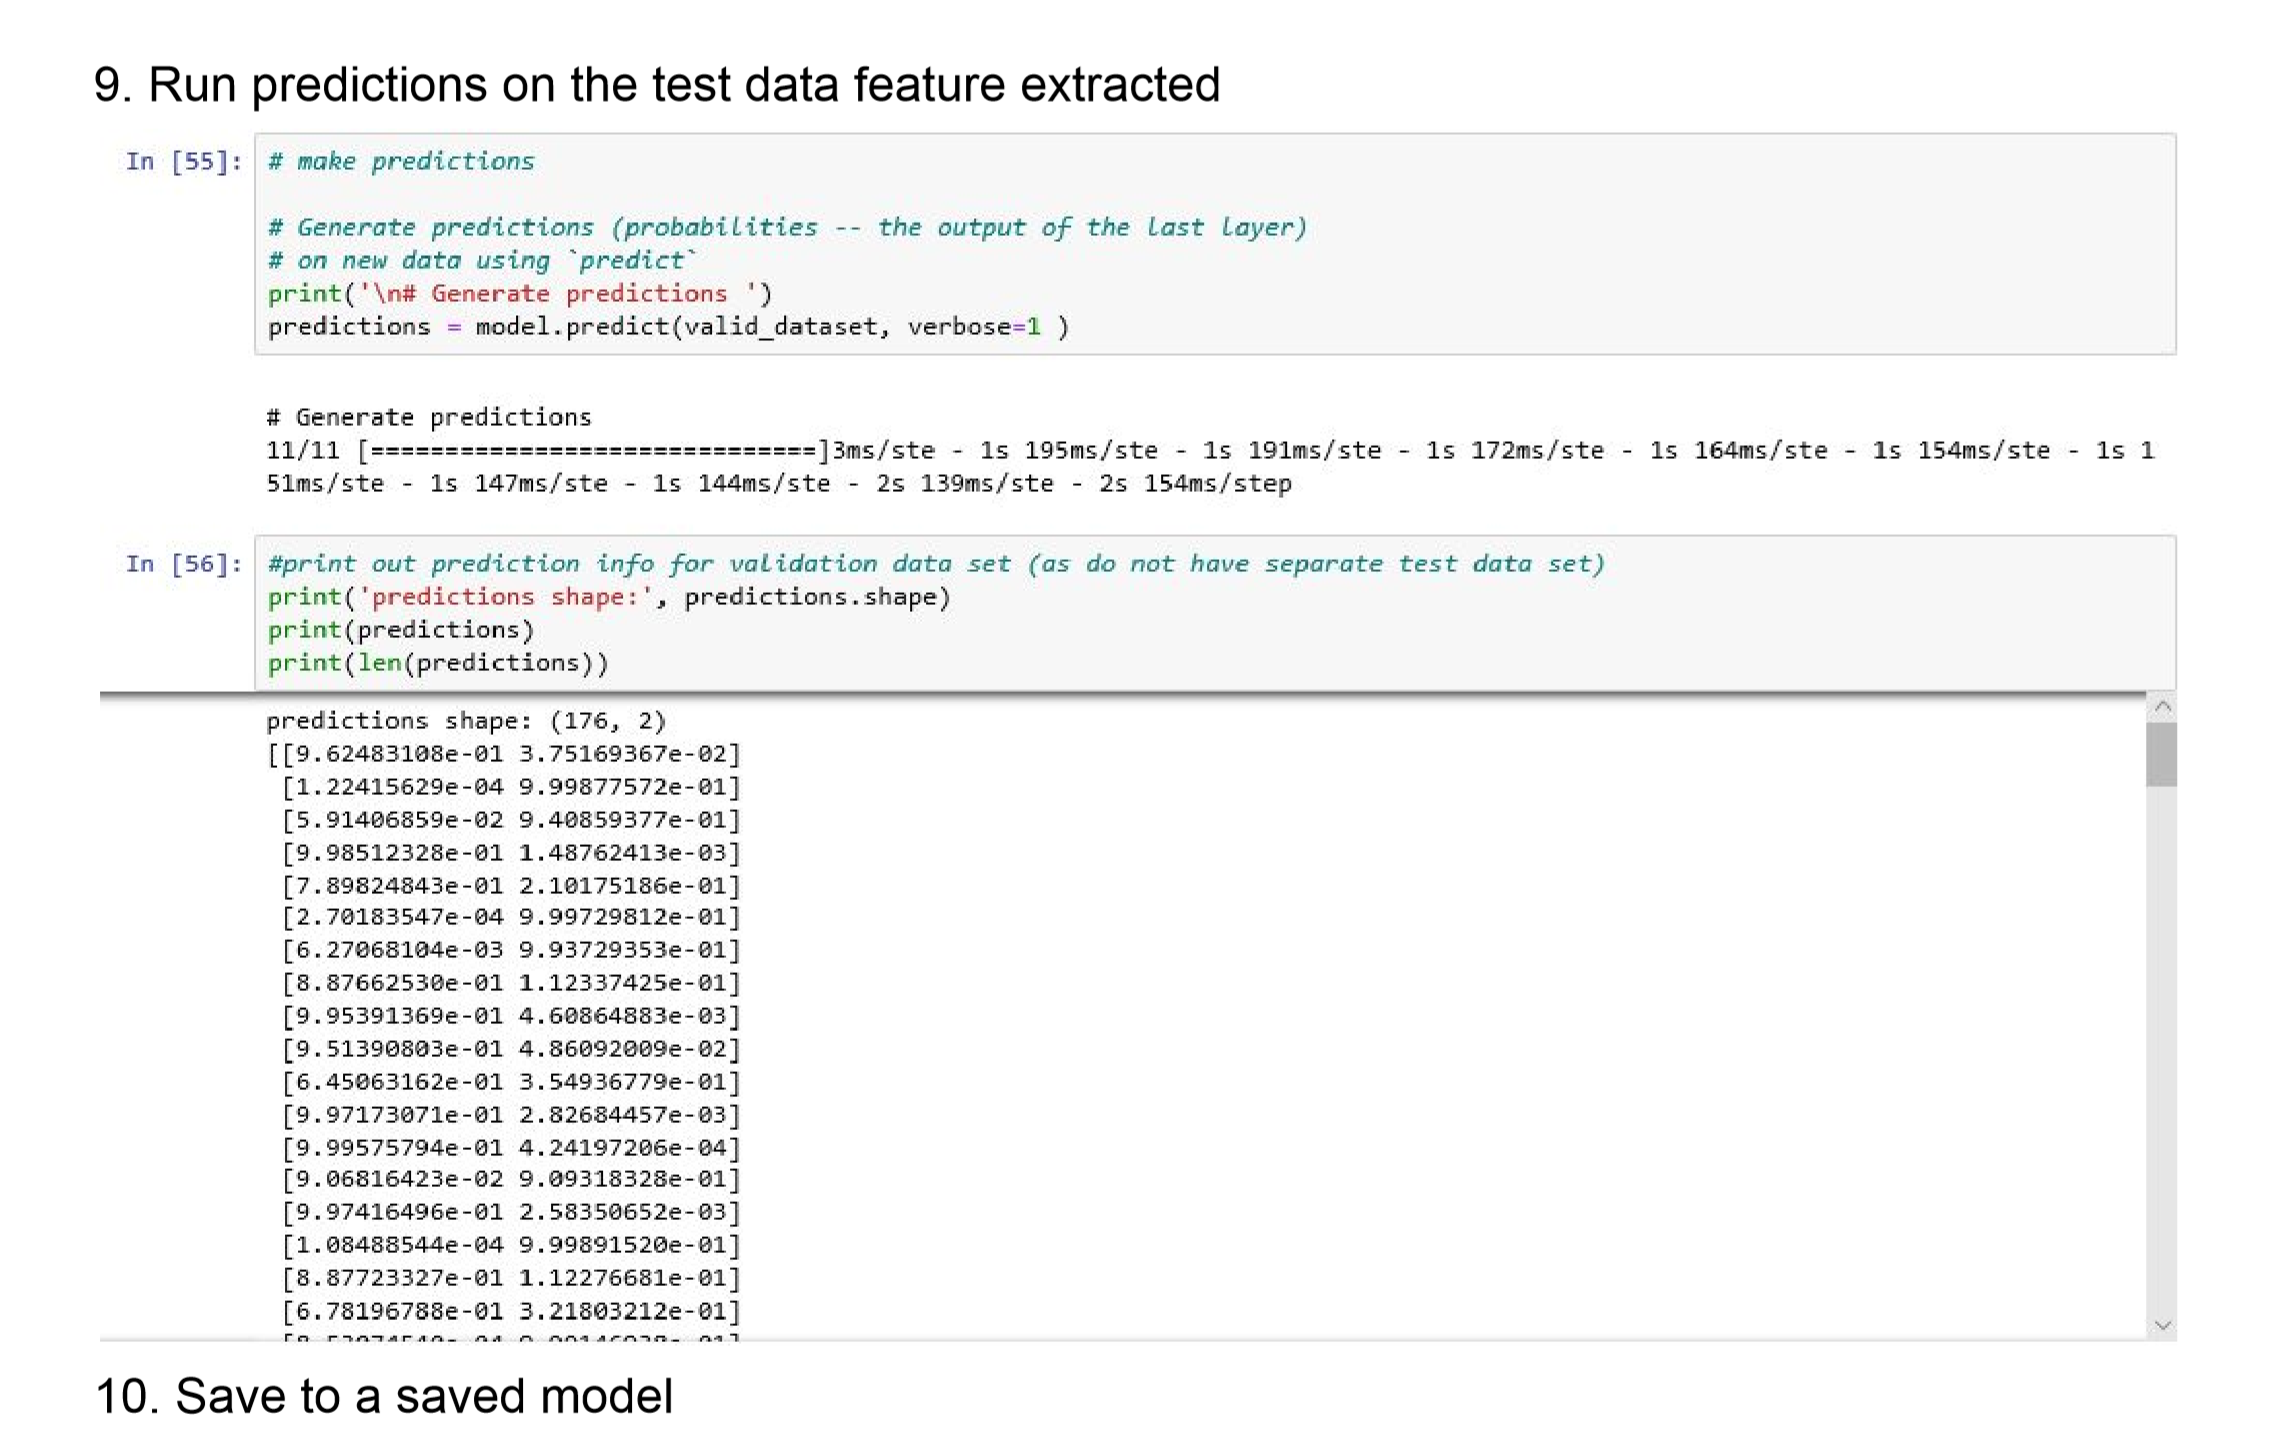 9. Run predictions on the test data feature extracted
In [55]: # make predictions
# Generate predictions (probabilities -- the output of the last layer)
# on new data using `predict`
print('\n# Generate predictions ')
predictions = model.predict(valid_dataset, verbose=1 )
# Generate predictions
11/11 [==============================]3ms/ste - 1s 195ms/ste - 1s 191ms/ste - 1s 172ms/ste - 1s 164ms/ste - 1s 154ms/ste - 1s 1
51ms/ste - 1s 147ms/ste - 1s 144ms/ste - 2s 139ms/ste - 2s 154ms/step
In [56]: #print out prediction info for validation data set (as do not have separate test data set)
print('predictions shape:', predictions.shape)
print(predictions)
print(len(predictions))
predictions shape: (176, 2)
[[9.62483108e-01 3.75169367e-02]
[1.22415629e-04 9.99877572e-01]
[5.91406859e-02 9.40859377e-01]
[9.98512328e-01 1.48762413e-03]
[7.89824843e-01 2.10175186e-01]
[2.70183547e-04 9.99729812e-01]
[6.27068104e-03 9.93729353e-01]
[8.87662530e-01 1.12337425e-01]
[9.95391369e-01 4.60864883e-03]
[9.51390803e-01 4.86092009e-02]
[6.45063162e-01 3.54936779e-01]
[9.97173071e-01 2.82684457e-03]
[9.99575794e-01 4.24197206e-04]
[9.06816423e-02 9.09318328e-01]
[9.97416496e-01 2.58350652e-03]
[1.08488544e-04 9.99891520e-01]
[8.87723327e-01 1.12276681e-01]
[6.78196788e-01 3.21803212e-01]
10. Save to a saved model